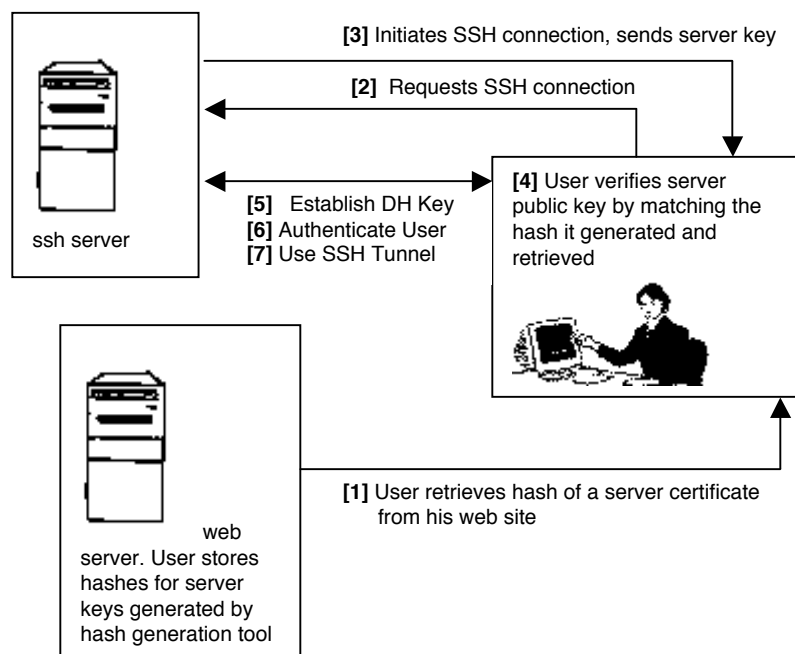 [3] Initiates SSH connection, sends server key
[2] Requests SSH connection
ssh server
[5] Establish DH Key
[6] Authenticate User
[7] Use SSH Tunnel
[4] User verifies server
public key by matching the
hash it generated and
retrieved
[1] User retrieves hash of a server certificate
from his web site
web
server. User stores
hashes for server
keys generated by
hash generation tool